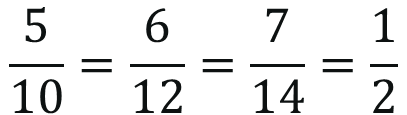 5/10 = 6/12 = 7/14 = 1/2